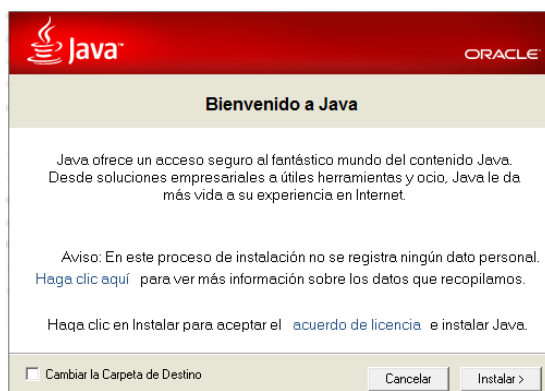 Java™
ORACLE
Bienvenido a Java
Java ofrece un acceso seguro al fantástico mundo del contenido Java.
Desde soluciones empresariales a útiles herramientas y ocio, Java le da
más vida a su experiencia en Internet.
Aviso: En este proceso de instalación no se registra ningún dato personal.
Haga clic aquí para ver más información sobre los datos que recopilamos.
Haga clic en Instalar para aceptar el acuerdo de licencia e instalar Java.
Cambiar la Carpeta de Destino
Cancelar
Instalar >